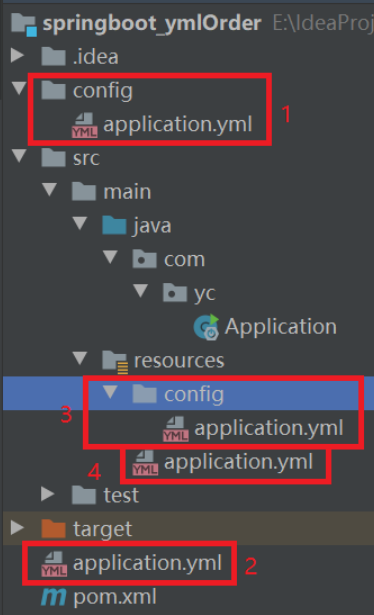 springboot_ymlOrder E:\IdeaProj
.idea
config
YML application.yml 1
src
main
java
com
yc
Application
resources
config
3
YML application.yml
4 YML application.yml
test
target
YML application.yml 2
m pom.xml